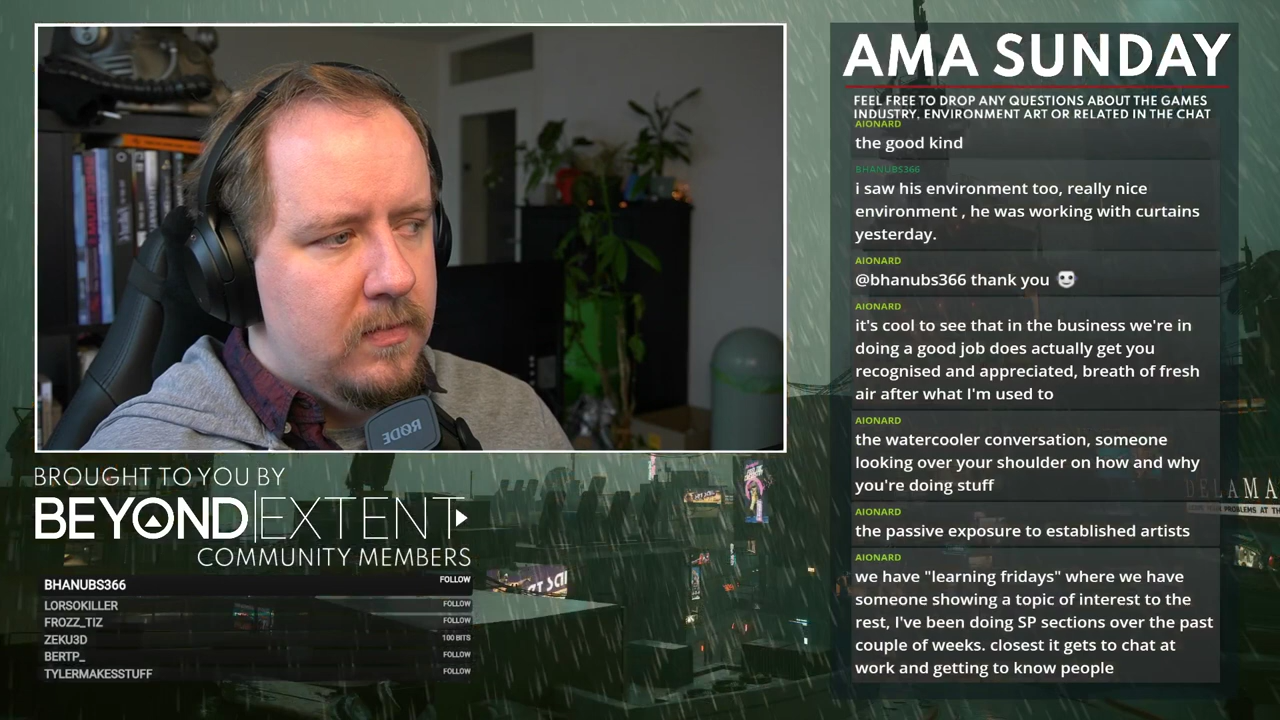 AMA SUNDAY
FEEL FREE TO DROP ANY QUESTIONS ABOUT THE GAMES
INDUSTRY, ENVIRONMENT ART OR RELATED IN THE CHAT
AIONARD
the good kind
BHANUBS366
i saw his environment too, really nice
environment , he was working with curtains
yesterday.
AIONARD
@bhanubs366 thank you
AIONARD
it's cool to see that in the business we're in
doing a good job does actually get you
recognised and appreciated, breath of fresh
air after what I'm used to
AIONARD
the watercooler conversation, someone
looking over your shoulder on how and why
you're doing stuff
AIONARD
the passive exposure to established artists
AIONARD
we have "learning fridays" where we have
someone showing a topic of interest to the
rest, I've been doing SP sections over the past
couple of weeks. closest it gets to chat at
work and getting to know people
RØDE
BROUGHT TO YOU BY
BEYOND EXTENT
COMMUNITY MEMBERS
BHANUBS366 FOLLOW
LORSOKILLER FOLLOW
FROZZ_TIZ FOLLOW
ZEKU3D 100 BITS
BERTP_ FOLLOW
TYLERMAKESSTUFF FOLLOW